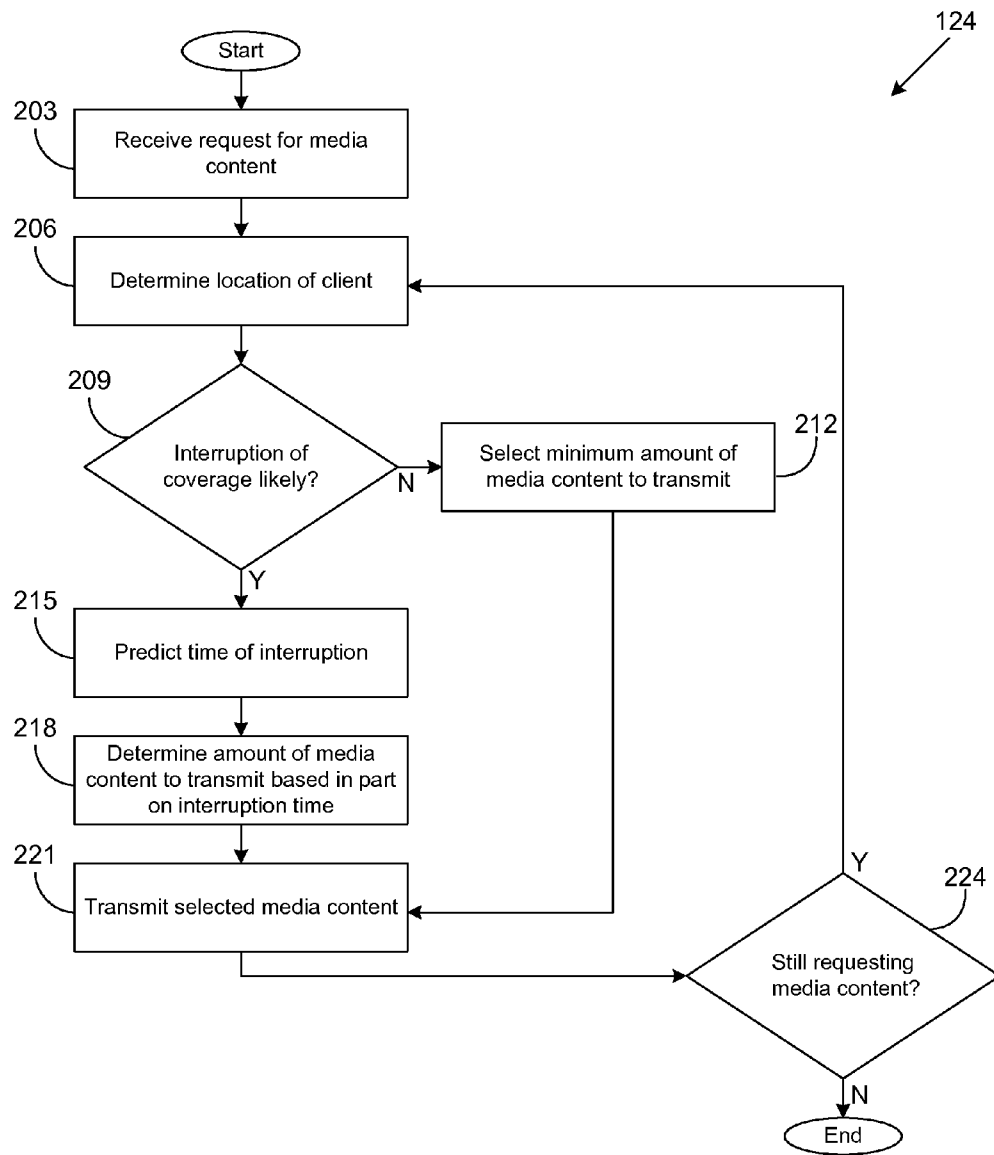 124
Start
203
Receive request for media
content
206
Determine location of client
209
Interruption of
coverage likely?
N
212
Select minimum amount of
media content to transmit
Y
215
Predict time of interruption
218
Determine amount of media
content to transmit based in part
on interruption time
221
Transmit selected media content
Y
224
Still requesting
media content?
N
End